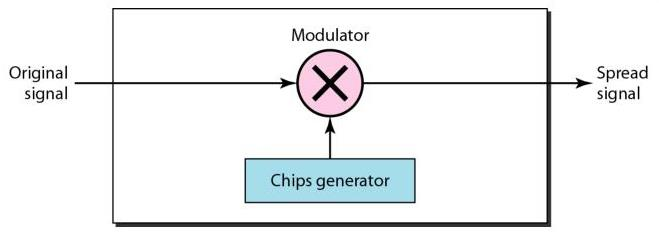 Modulator
Original
signal
Spread
signal
Chips generator